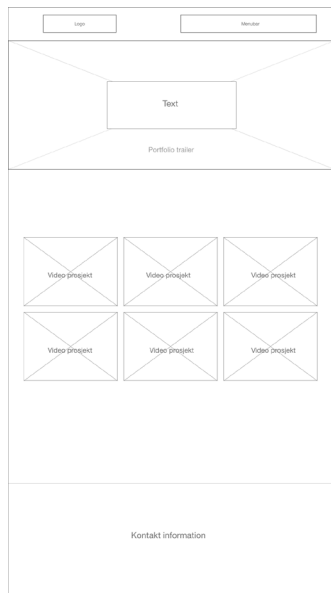 Logo
Menubar
Text
Portfolio trailer
Video prosjekt
Video prosjekt
Video prosjekt
Video prosjekt
Video prosjekt
Video prosjekt
Kontakt information